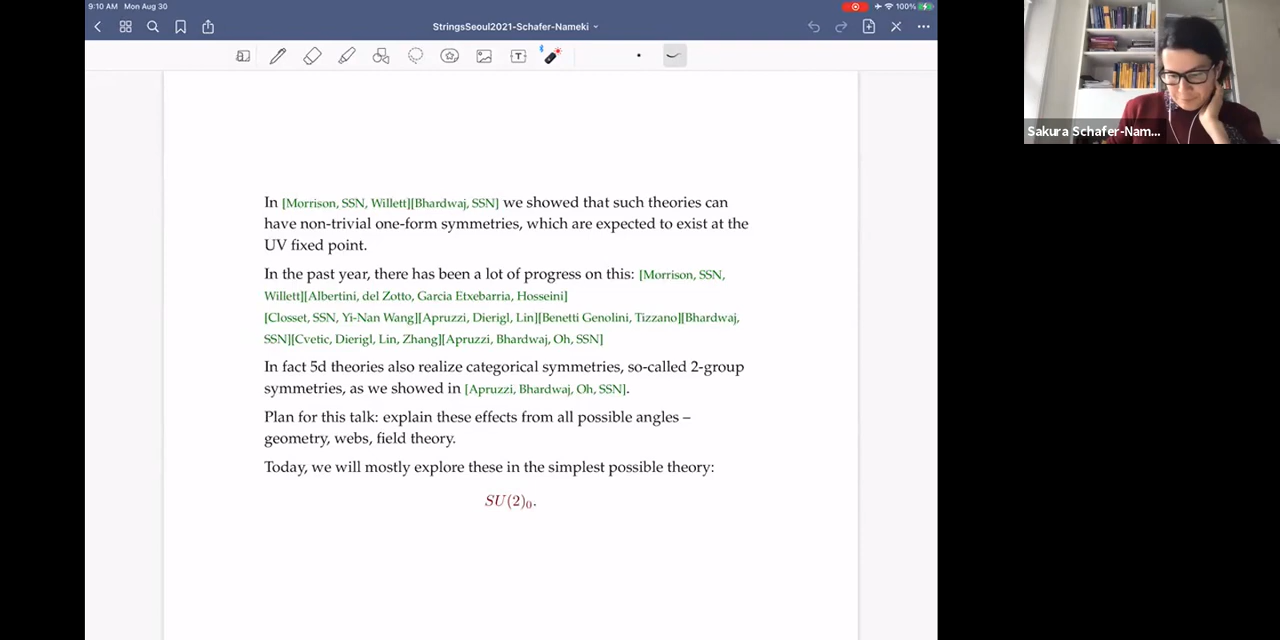 9:10 AM Mon Aug 30
100%
StringsSeoul2021-Schafer-Nameki
Sakura Schafer-Nam...
In [Morrison, SSN, Willett][Bhardwaj, SSN] we showed that such theories can
have non-trivial one-form symmetries, which are expected to exist at the
UV fixed point.
In the past year, there has been a lot of progress on this: [Morrison, SSN,
Willett][Albertini, del Zotto, Garcia Etxebarria, Hosseini]
[Closset, SSN, Yi-Nan Wang][Apruzzi, Dierigl, Lin][Benetti Genolini, Tizzano][Bhardwaj,
SSN][Cvetic, Dierigl, Lin, Zhang][Apruzzi, Bhardwaj, Oh, SSN]
In fact 5d theories also realize categorical symmetries, so-called 2-group
symmetries, as we showed in [Apruzzi, Bhardwaj, Oh, SSN].
Plan for this talk: explain these effects from all possible angles –
geometry, webs, field theory.
Today, we will mostly explore these in the simplest possible theory:
SU(2)₀.